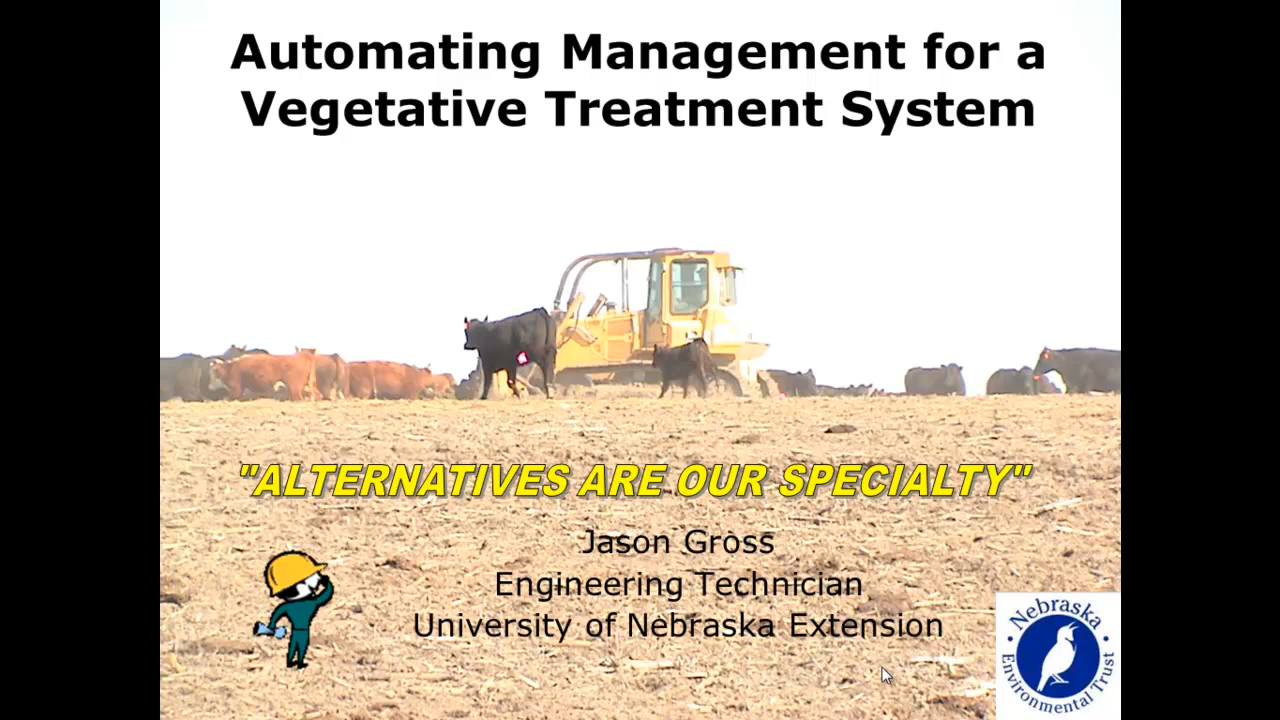 Automating Management for a
Vegetative Treatment System
"ALTERNATIVES ARE OUR SPECIALTY"
Jason Gross
Engineering Technician
University of Nebraska Extension
Nebraska
Environmental Trust